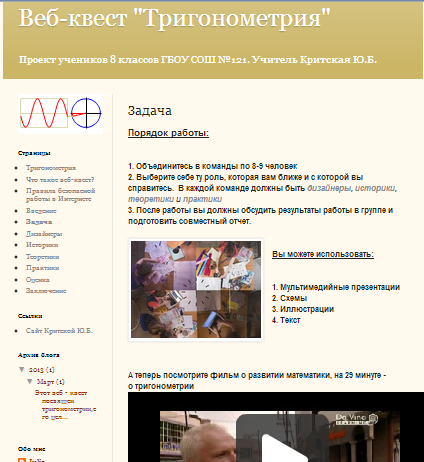 Веб-квест "Тригонометрия"
Проект учеников 8 классов ГБОУ СОШ №121. Учитель Критская Ю.Б.
Страницы
Тригонометрия
Что такое веб-квест?
Правила безопасной
работы в Интернете
Введение
Задача
Дизайнеры
Историки
Теоретики
Практики
Оценка
Заключение
Ссылки
Сайт Критской Ю.Б.
Архив блога
▼ 2013 (1)
▼ Март (1)
Этот веб - квест
посвящен
тригонометрии,е
го цел...
Обо мне
Задача
Порядок работы:
1. Объединитесь в команды по 8-9 человек
2. Выберите себе ту роль, которая вам ближе и с которой вы
справитесь. В каждой команде должны быть дизайнеры, историки,
теоретики и практики
3. После работы вы должны обсудить результаты работы в группе и
подготовить совместный отчет.
Вы можете использовать:
1. Мультимедийные презентации
2. Схемы
3. Иллюстрации
4. Текст
А теперь посмотрите фильм о развитии математики, на 29 минуте -
о тригонометрии
Da Vinci